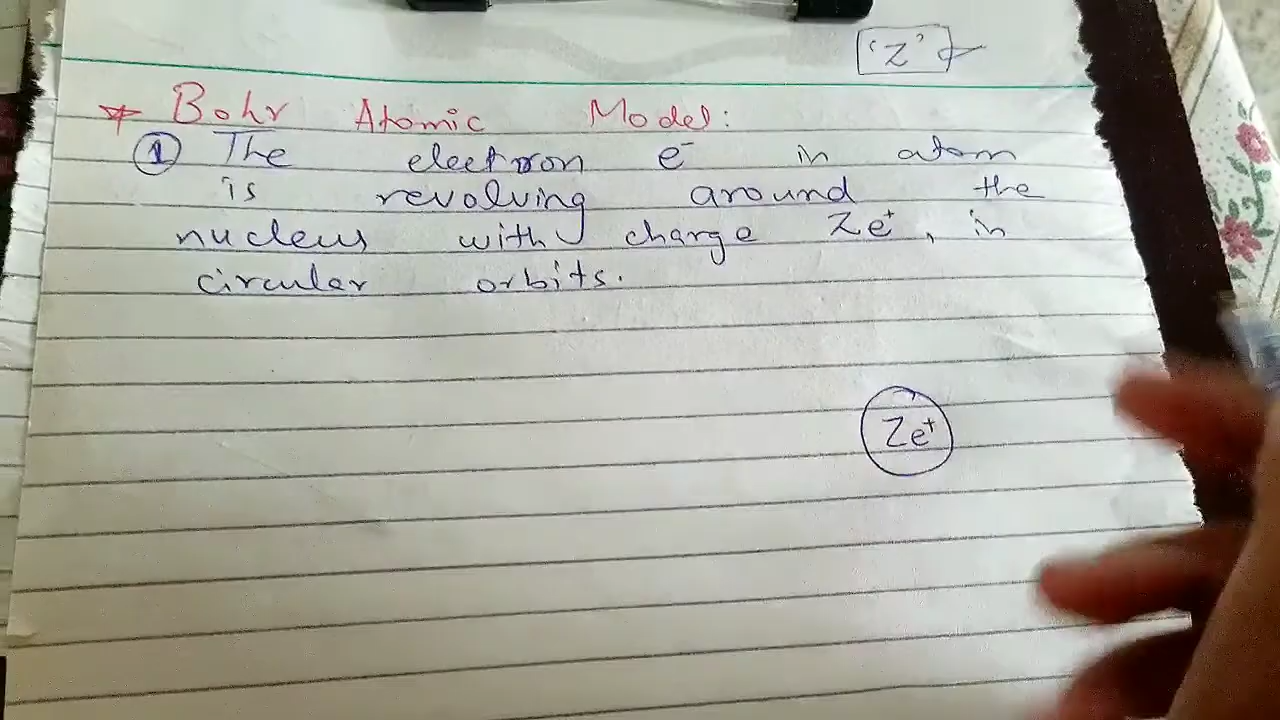 'Z'
* Bohr Atomic Model:
① The electron e⁻ in atom
is revolving around the
nucleus with charge Ze⁺, in
circular orbits.
Ze⁺